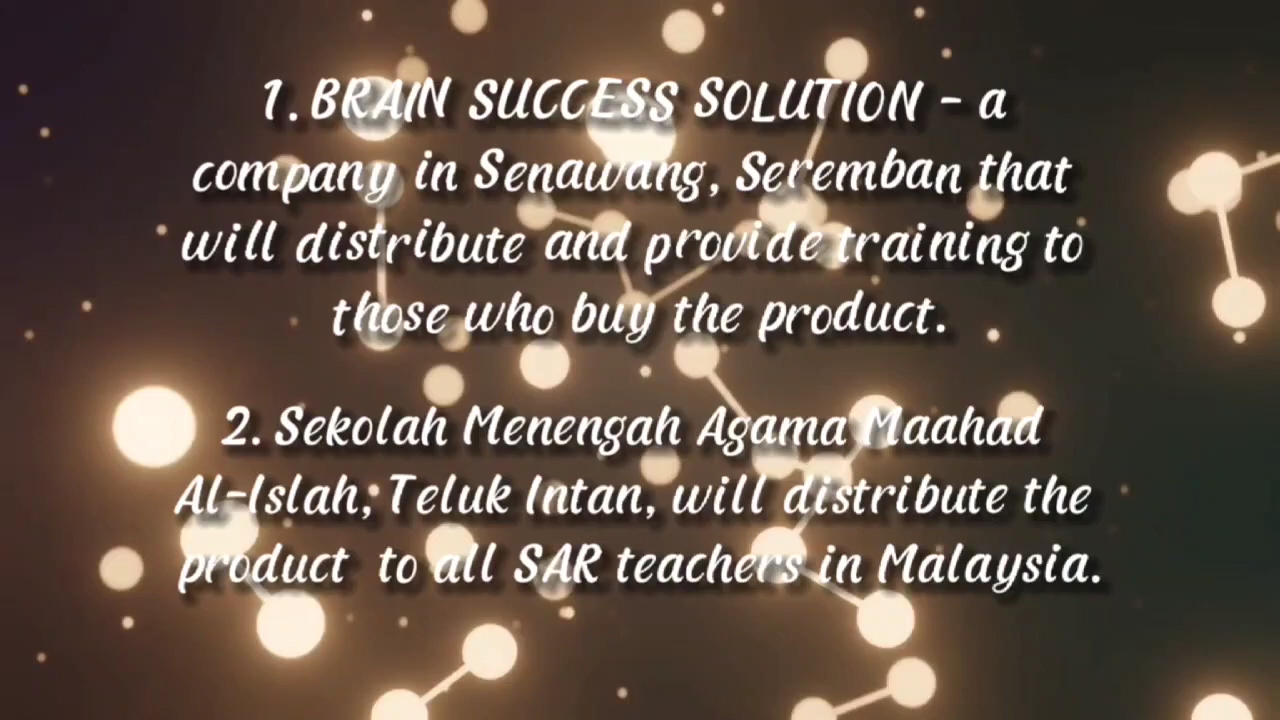 1. BRAIN SUCCESS SOLUTION - a
company in Senawang, Seremban that
will distribute and provide training to
those who buy the product.
2. Sekolah Menengah Agama Maahad
Al-Islah, Teluk Intan, will distribute the
product to all SAR teachers in Malaysia.